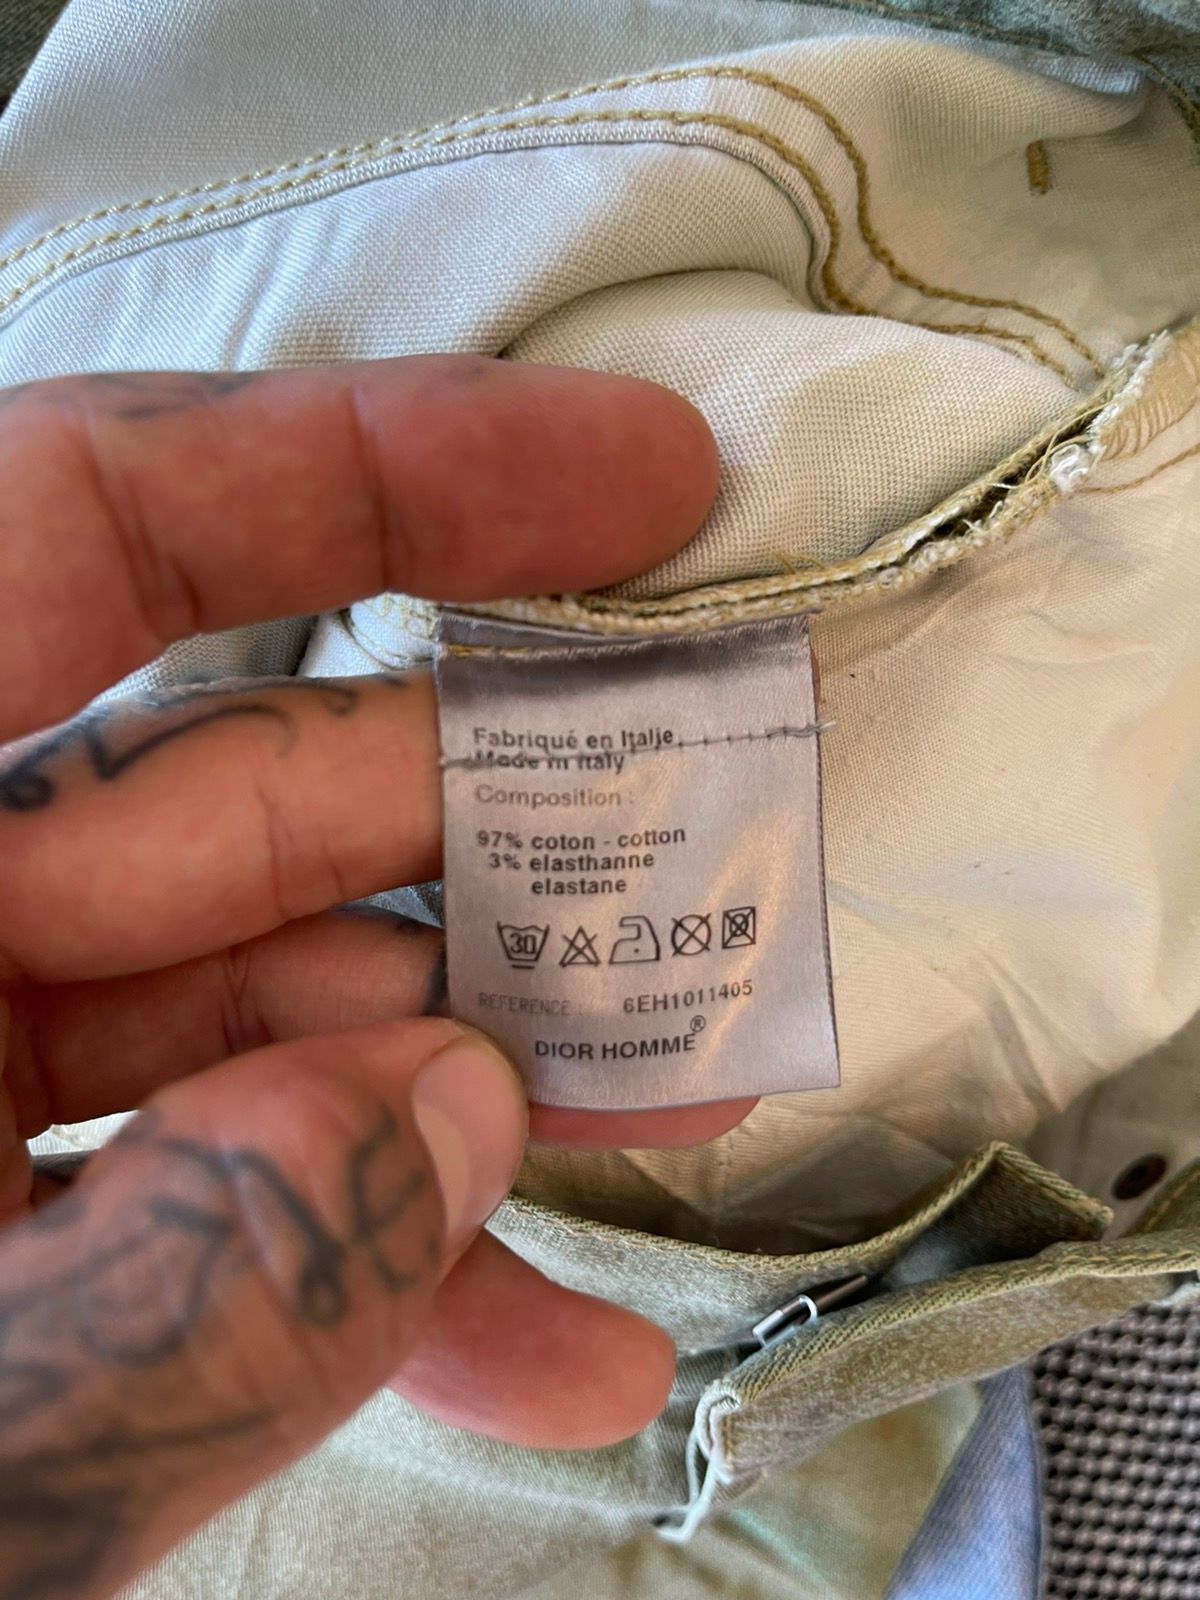 Fabriqué en Italie
Made in Italy
Composition :
97% coton - cotton
3% elasthanne
elastane
30
REFERENCE : 6EH1011405
DIOR HOMME®